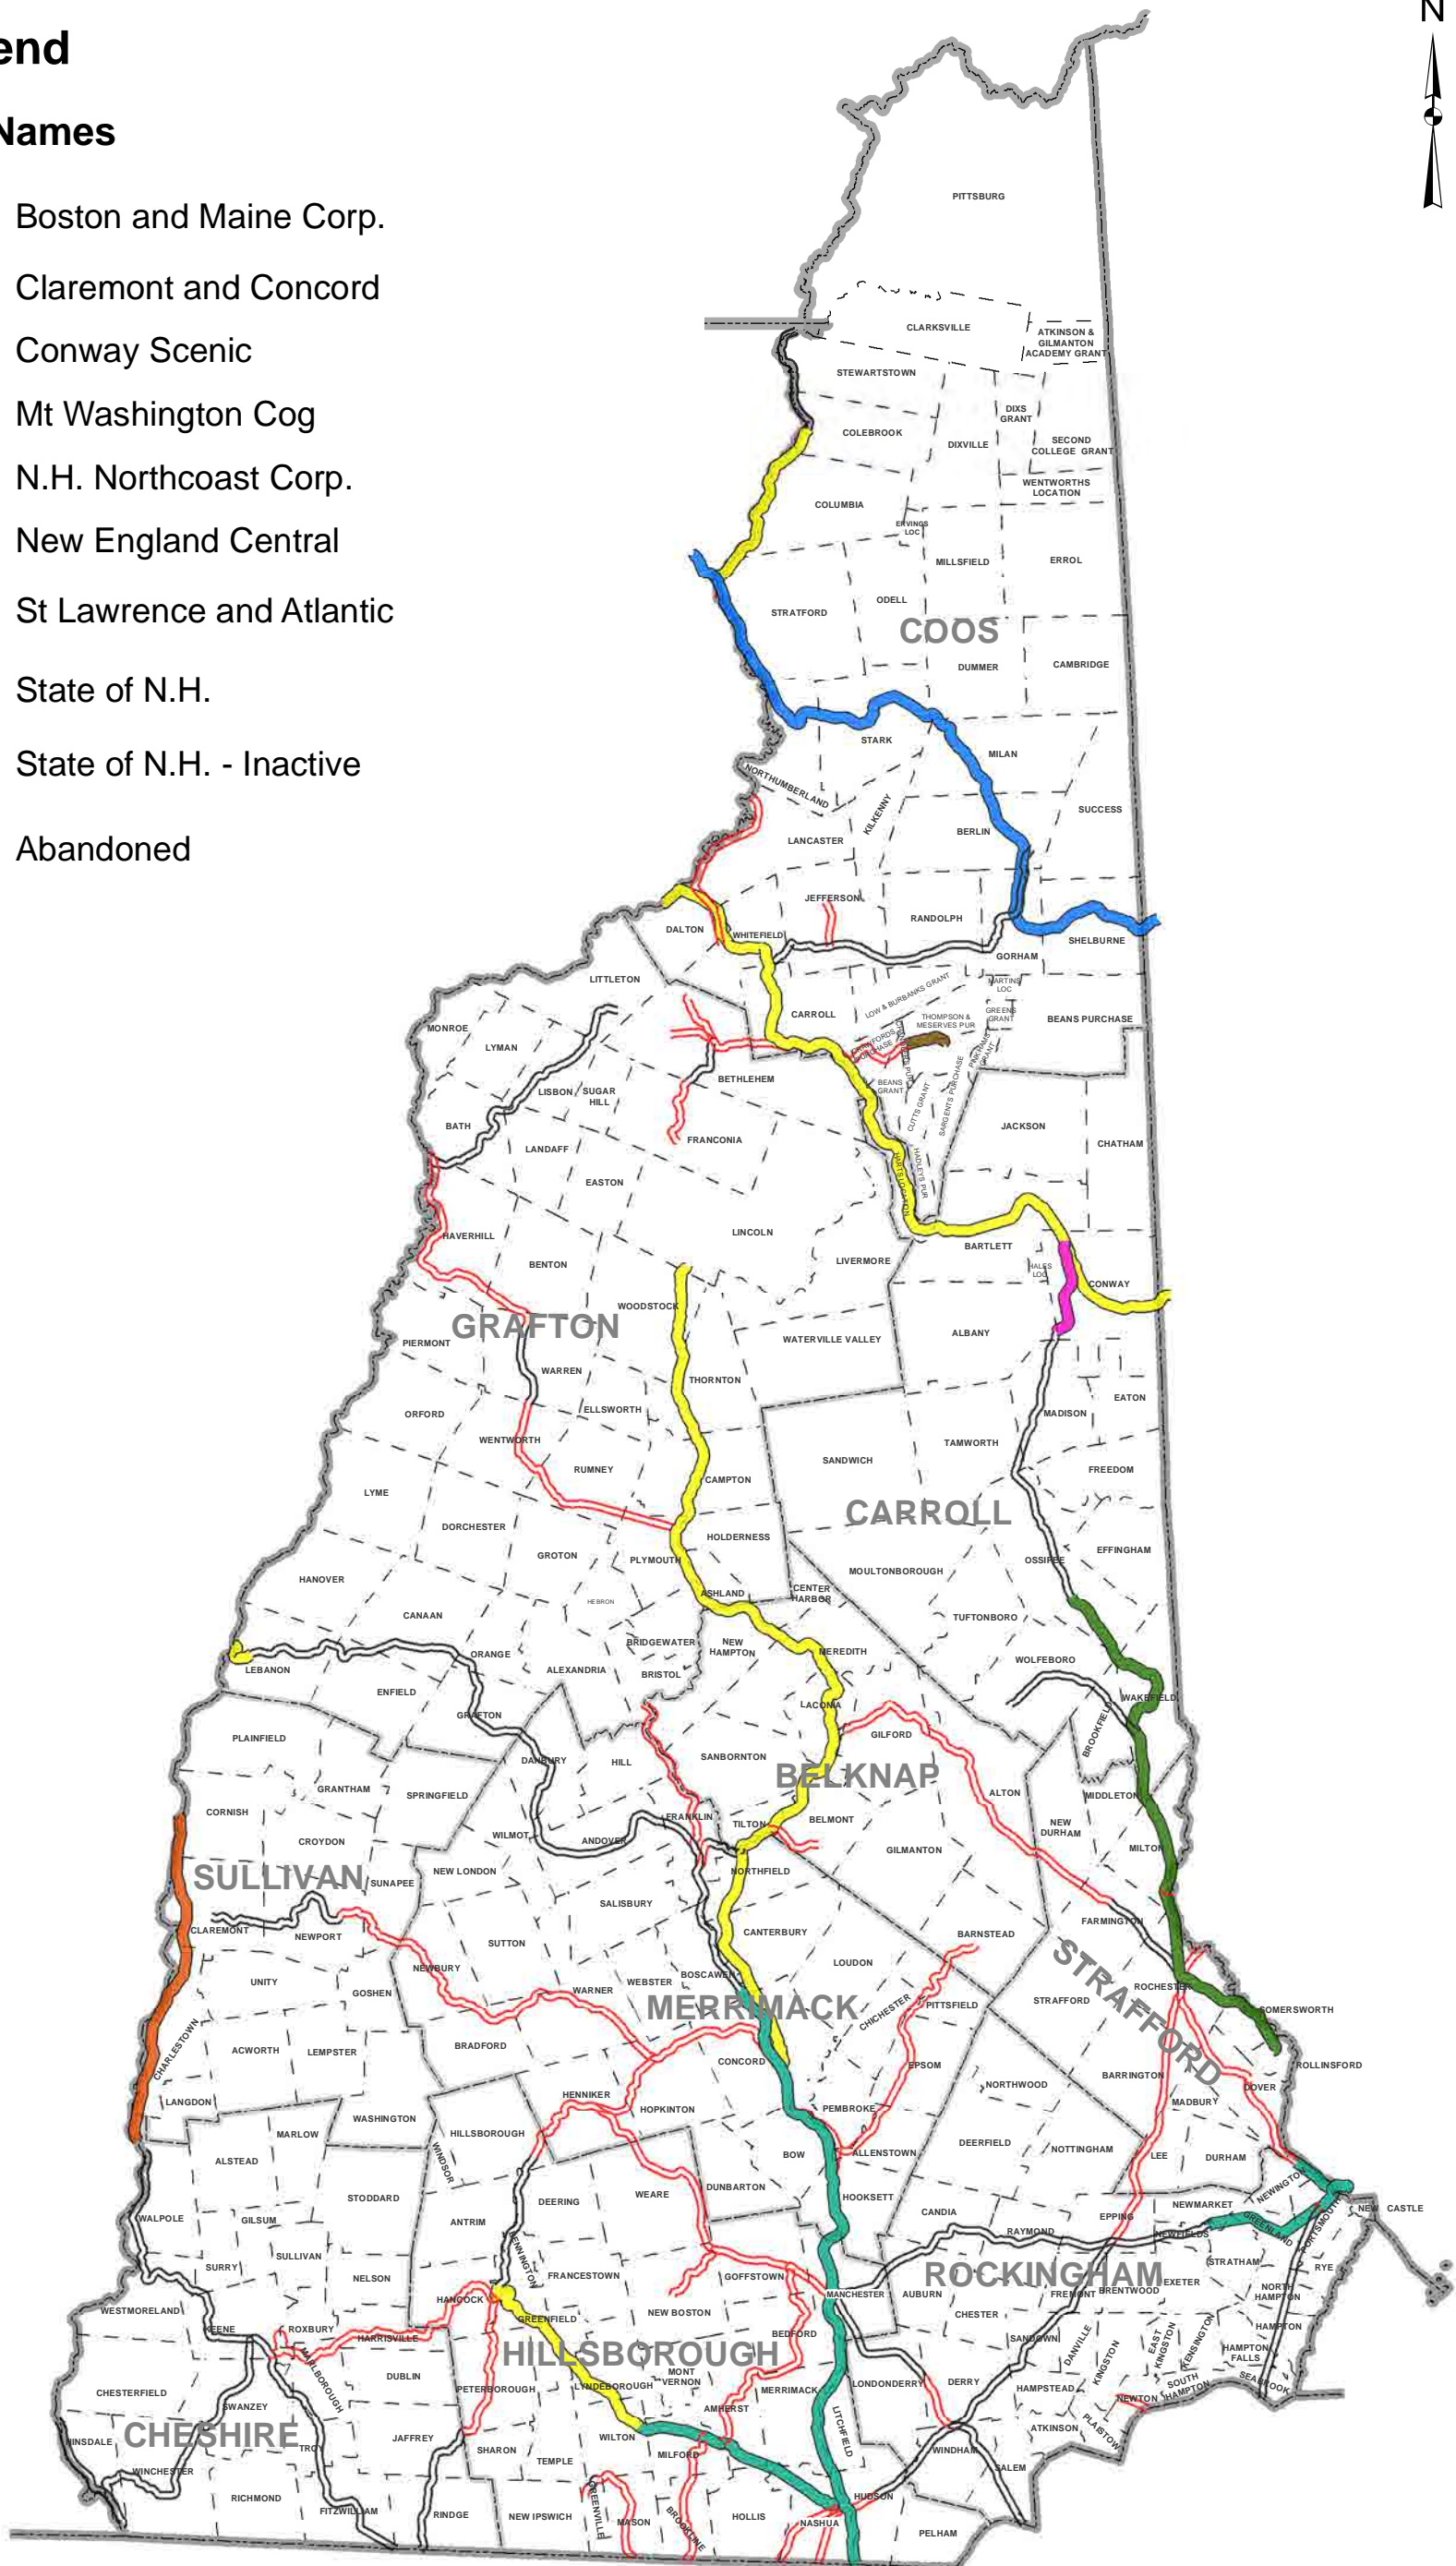 N
end
Names
Boston and Maine Corp.
Claremont and Concord
Conway Scenic
Mt Washington Cog
N.H. Northcoast Corp.
New England Central
St Lawrence and Atlantic
State of N.H.
State of N.H. - Inactive
Abandoned
PITTSBURG
CLARKSVILLE
ATKINSON &
GILMANTON
ACADEMY GRANT
STEWARTSTOWN
DIXS
GRANT
COLEBROOK
DIXVILLE
SECOND
COLLEGE GRANT
WENTWORTHS
LOCATION
COLUMBIA
ERVINGS
LOC
MILLSFIELD
ERROL
ODELL
STRATFORD
COOS
DUMMER
CAMBRIDGE
STARK
MILAN
NORTHUMBERLAND
KILKENNY
SUCCESS
BERLIN
LANCASTER
JEFFERSON
RANDOLPH
DALTON
WHITEFIELD
SHELBURNE
GORHAM
LITTLETON
MARTINS
LOC
LOW & BURBANKS GRANT
GREENS
GRANT
CARROLL
THOMPSON &
MESERVES PUR
BEANS PURCHASE
MONROE
LYMAN
CRAWFORDS
PURCHASE
CHANDLERS PUR
PINKHAMS
GRANT
BETHLEHEM
BEANS
GRANT
CUTTS GRANT
SARGENTS PURCHASE
LISBON
SUGAR
HILL
BATH
JACKSON
FRANCONIA
CHATHAM
LANDAFF
HARTS LOCATION
HADLEYS PUR
EASTON
HAVERHILL
LINCOLN
BARTLETT
LIVERMORE
BENTON
HALES
LOC
CONWAY
WOODSTOCK
GRAFTON
ALBANY
WATERVILLE VALLEY
PIERMONT
WARREN
THORNTON
EATON
ELLSWORTH
ORFORD
MADISON
WENTWORTH
TAMWORTH
SANDWICH
RUMNEY
FREEDOM
CAMPTON
LYME
CARROLL
DORCHESTER
HOLDERNESS
EFFINGHAM
GROTON
PLYMOUTH
OSSIPEE
MOULTONBOROUGH
HANOVER
CENTER
HARBOR
ASHLAND
HEBRON
CANAAN
TUFTONBORO
BRIDGEWATER
NEW
HAMPTON
MEREDITH
ORANGE
WOLFEBORO
LEBANON
ALEXANDRIA
BRISTOL
ENFIELD
WAKEFIELD
LACONIA
GRAFTON
BROOKFIELD
GILFORD
PLAINFIELD
SANBORNTON
DANBURY
HILL
BELKNAP
GRANTHAM
SPRINGFIELD
ALTON
MIDDLETON
CORNISH
FRANKLIN
TILTON
BELMONT
NEW
DURHAM
WILMOT
ANDOVER
CROYDON
GILMANTON
MILTON
SULLIVAN
NEW LONDON
NORTHFIELD
SUNAPEE
SALISBURY
FARMINGTON
CLAREMONT
NEWPORT
CANTERBURY
BARNSTEAD
SUTTON
STRAFFORD
LOUDON
NEWBURY
BOSCAWEN
WEBSTER
UNITY
GOSHEN
WARNER
MERRIMACK
ROCHESTER
STRAFFORD
CHICHESTER
PITTSFIELD
SOMERSWORTH
BRADFORD
CHARLESTOWN
ACWORTH
LEMPSTER
CONCORD
EPSOM
ROLLINSFORD
BARRINGTON
NORTHWOOD
DOVER
HENNIKER
MADBURY
LANGDON
HOPKINTON
PEMBROKE
WASHINGTON
HILLSBOROUGH
MARLOW
DEERFIELD
NOTTINGHAM
WINDSOR
BOW
ALLENSTOWN
LEE
DURHAM
ALSTEAD
DUNBARTON
WEARE
NEWINGTON
STODDARD
HOOKSETT
DEERING
NEWMARKET
NEW CASTLE
CANDIA
EPPING
GREENLAND
PORTSMOUTH
WALPOLE
GILSUM
ANTRIM
RAYMOND
NEWFIELDS
BENNINGTON
SULLIVAN
STRATHAM
SURRY
RYE
NELSON
FRANCESTOWN
GOFFSTOWN
ROCKINGHAM
EXETER
NORTH
HAMPTON
MANCHESTER
AUBURN
FREMONT
BRENTWOOD
HANCOCK
WESTMORELAND
GREENFIELD
NEW BOSTON
CHESTER
HAMPTON
KEENE
ROXBURY
HARRISVILLE
BEDFORD
SANDOWN
DANVILLE
EAST
KINGSTON
KENSINGTON
HAMPTON
FALLS
HILLSBOROUGH
MARLBOROUGH
DUBLIN
MONT
VERNON
KINGSTON
LONDONDERRY
DERRY
SEABROOK
PETERBOROUGH
LYNDEBOROUGH
MERRIMACK
HAMPSTEAD
SOUTH
HAMPTON
CHESTERFIELD
NEWTON
SWANZEY
AMHERST
CHESHIRE
LITCHFIELD
ATKINSON
PLAISTOW
HINSDALE
JAFFREY
WILTON
TROY
SHARON
MILFORD
WINDHAM
TEMPLE
SALEM
WINCHESTER
RICHMOND
HUDSON
FITZWILLIAM
RINDGE
NEW IPSWICH
GREENVILLE
MASON
BROOKLINE
HOLLIS
NASHUA
PELHAM